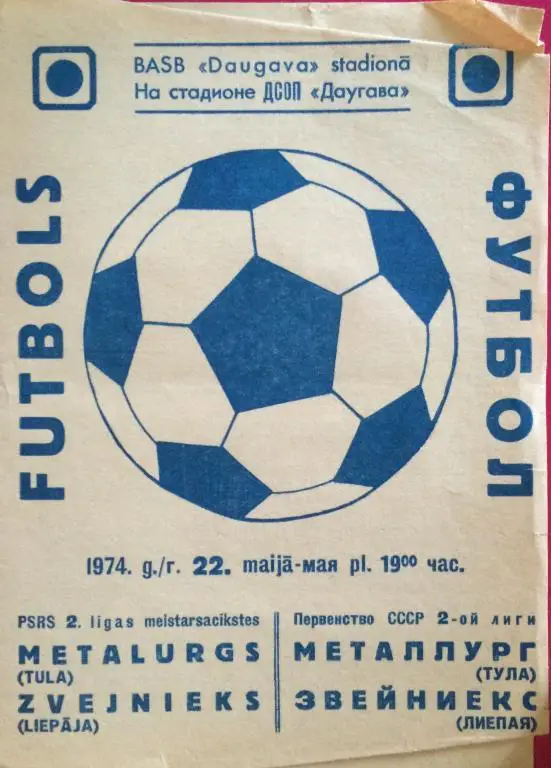 BASB «Daugava» stadionā
На стадионе ДСОП «Даугава»
FUTBOLS
ФУТБОЛ
1974. g./г. 22. maijā-мая pl. 19⁰⁰ час.
PSRS 2. līgas meistarsacīkstes
METALURGS
(TULA)
ZVEJNIEKS
(LIEPĀJA)
Первенство СССР 2-ой лиги
МЕТАЛЛУРГ
(ТУЛА)
ЗВЕЙНИЕКС
(ЛИЕПАЯ)